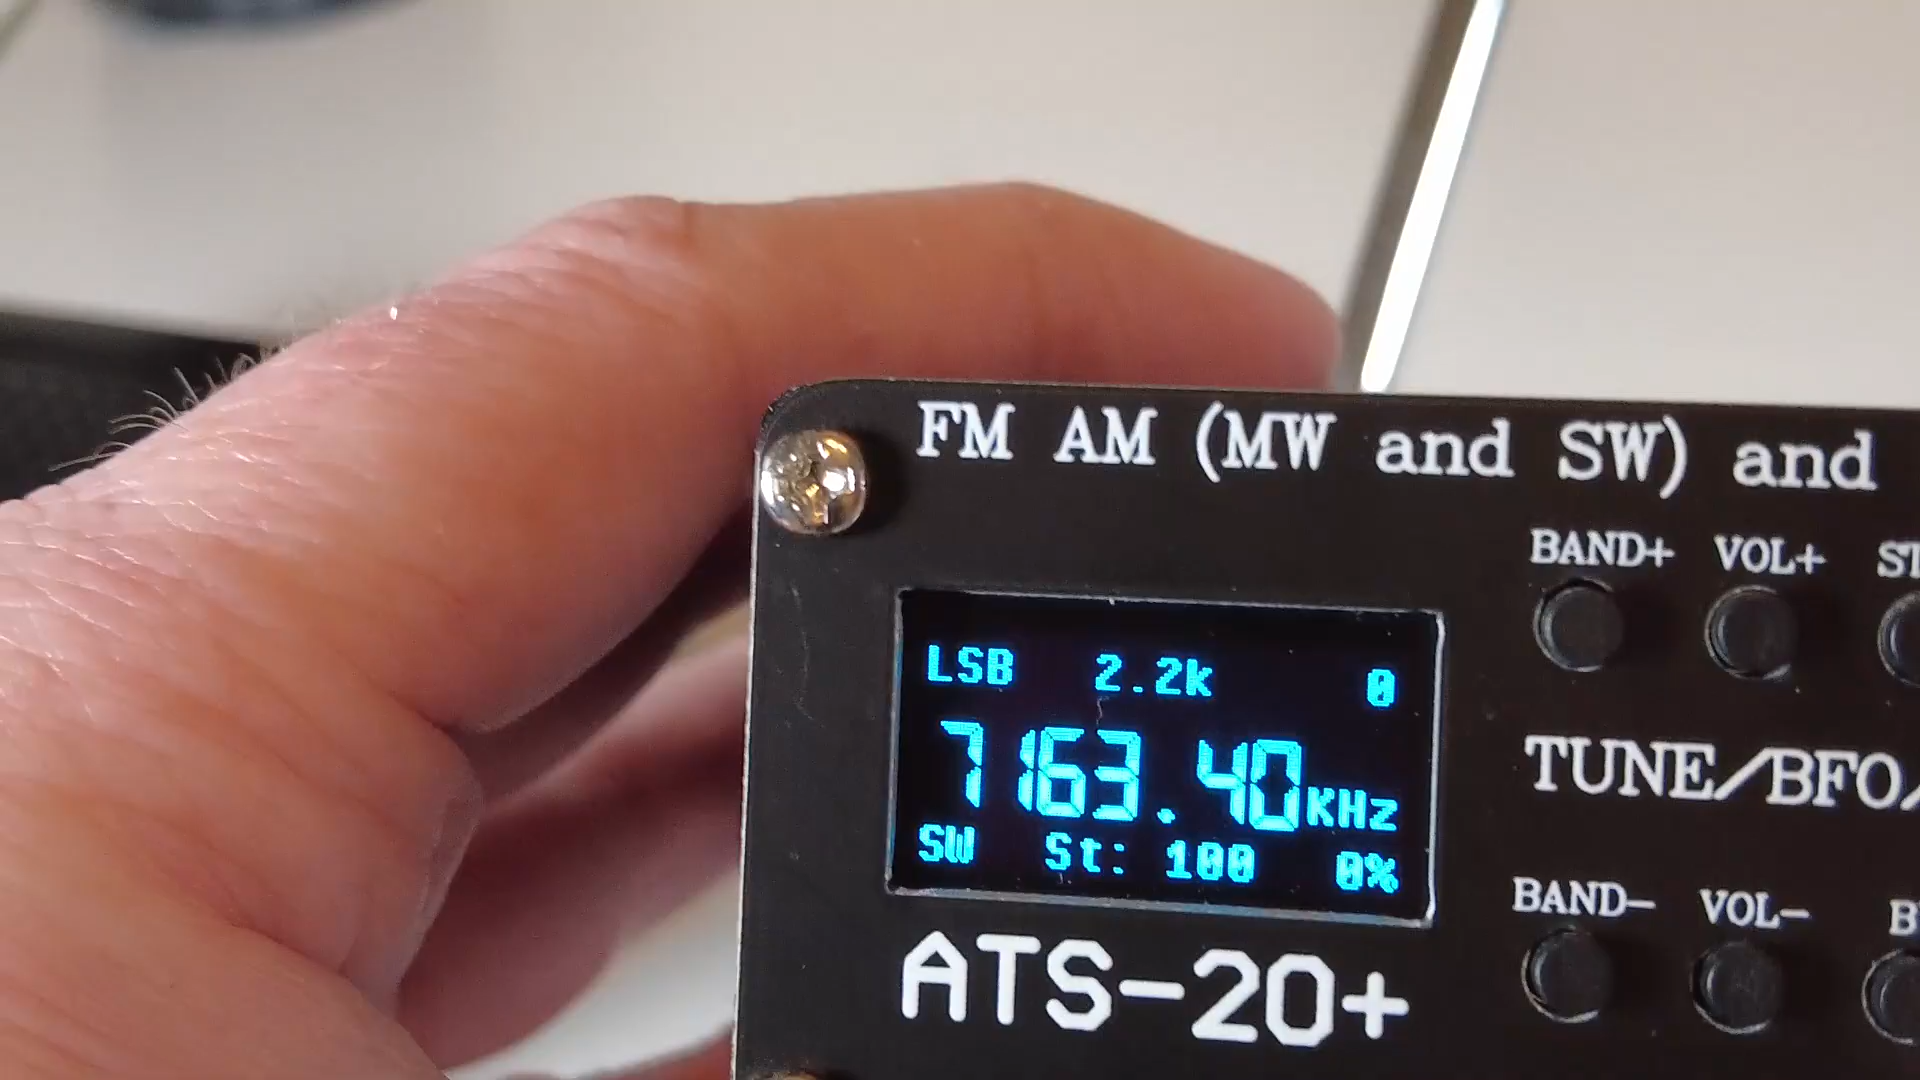 FM AM (MW and SW) and
BAND+ VOL+ ST
LSB 2.2k 0
7163.40KHz
TUNE/BFO/
SW St: 100 0%
BAND- VOL- B
ATS-20+